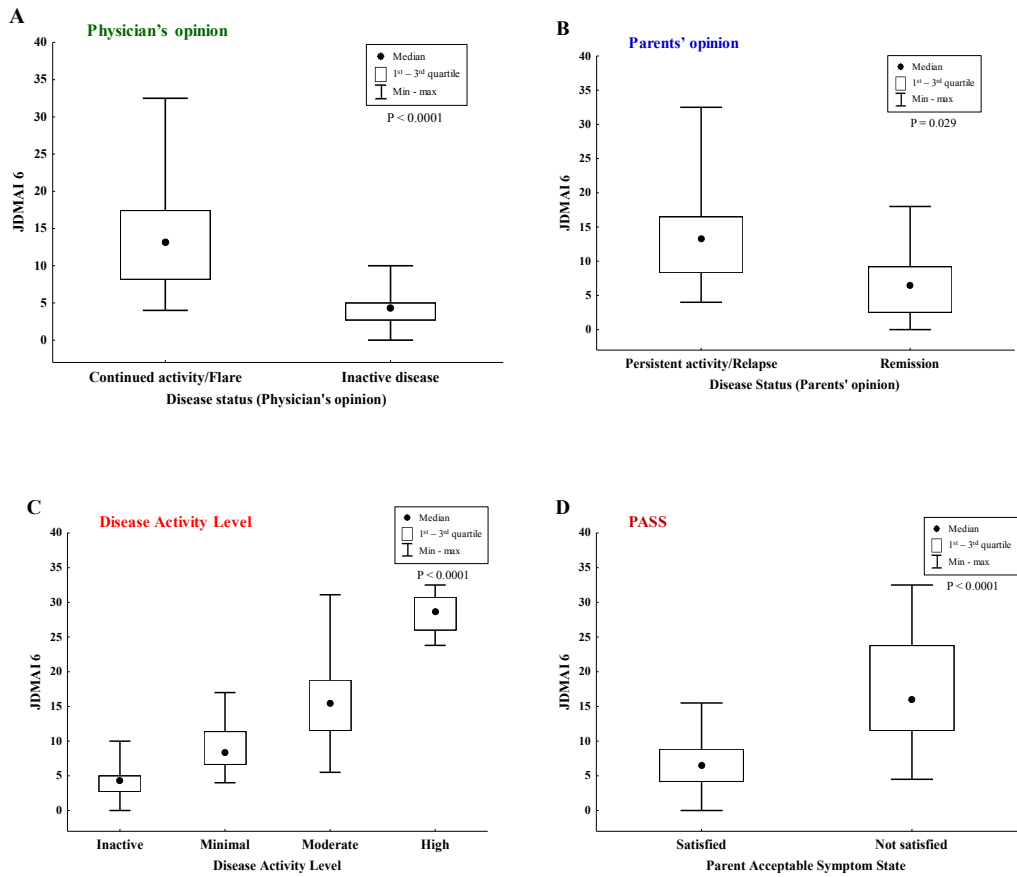 A
Physician's opinion
40
35
30
25
20
15
10
5
0
JDMAI 6
Median
1st – 3rd quartile
Min - max
P < 0.0001
Continued activity/Flare
Inactive disease
Disease status (Physician's opinion)
B
Parents' opinion
40
35
30
25
20
15
10
5
0
JDMAI 6
Median
1st – 3rd quartile
Min - max
P = 0.029
Persistent activity/Relapse
Remission
Disease Status (Parents' opinion)
C
Disease Activity Level
40
35
30
25
20
15
10
5
0
JDMAI 6
Median
1st – 3rd quartile
Min - max
P < 0.0001
Inactive
Minimal
Moderate
High
Disease Activity Level
D
PASS
40
35
30
25
20
15
10
5
0
JDMAI 6
Median
1st – 3rd quartile
Min - max
P < 0.0001
Satisfied
Not satisfied
Parent Acceptable Symptom State